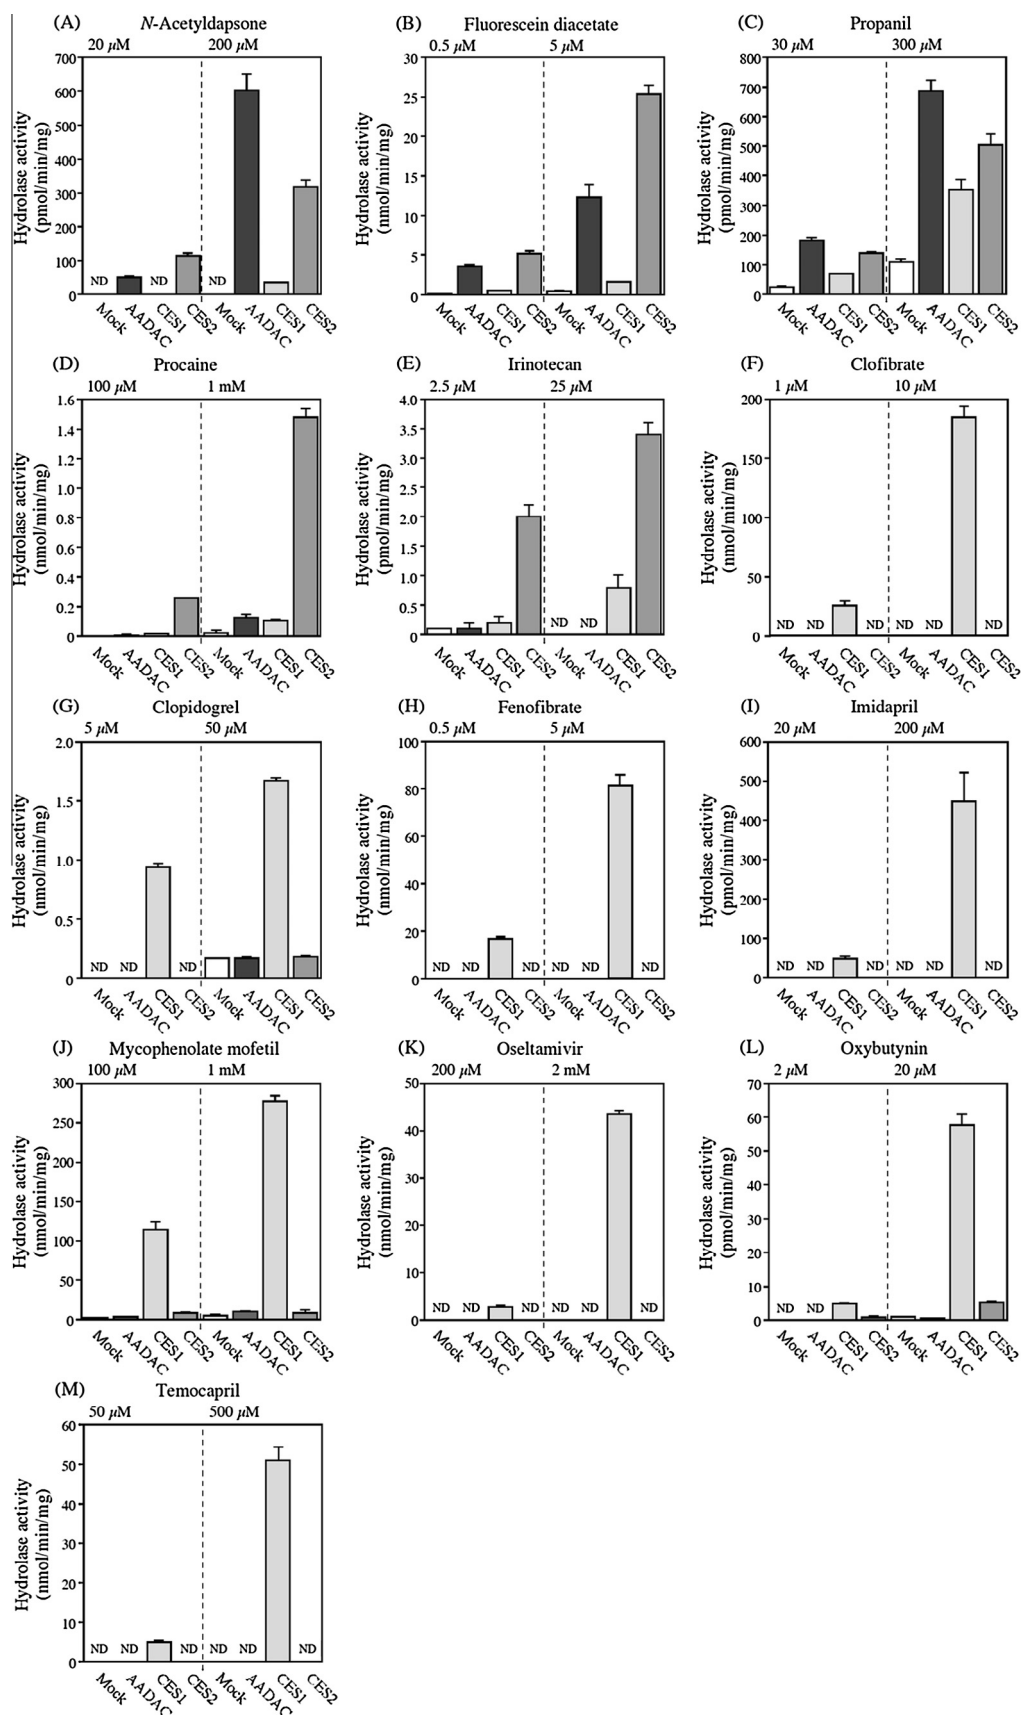 (A) N-Acetyldapsone
20 μM 200 μM
Hydrolase activity
(pmol/min/mg)
700
600
500
400
300
200
100
0
ND ND ND
Mock AADAC CES1 CES2 Mock AADAC CES1 CES2
(B) Fluorescein diacetate
0.5 μM 5 μM
Hydrolase activity
(nmol/min/mg)
30
25
20
15
10
5
0
Mock AADAC CES1 CES2 Mock AADAC CES1 CES2
(C) Propanil
30 μM 300 μM
Hydrolase activity
(pmol/min/mg)
800
700
600
500
400
300
200
100
0
Mock AADAC CES1 CES2 Mock AADAC CES1 CES2
(D) Procaine
100 μM 1 mM
Hydrolase activity
(nmol/min/mg)
1.6
1.4
1.2
1.0
0.8
0.6
0.4
0.2
0
Mock AADAC CES1 CES2 Mock AADAC CES1 CES2
(E) Irinotecan
2.5 μM 25 μM
Hydrolase activity
(pmol/min/mg)
4.0
3.5
3.0
2.5
2.0
1.5
1.0
0.5
0
ND ND
Mock AADAC CES1 CES2 Mock AADAC CES1 CES2
(F) Clofibrate
1 μM 10 μM
Hydrolase activity
(nmol/min/mg)
200
150
100
50
0
ND ND ND ND ND ND
Mock AADAC CES1 CES2 Mock AADAC CES1 CES2
(G) Clopidogrel
5 μM 50 μM
Hydrolase activity
(nmol/min/mg)
2.0
1.5
1.0
0.5
0
ND ND ND
Mock AADAC CES1 CES2 Mock AADAC CES1 CES2
(H) Fenofibrate
0.5 μM 5 μM
Hydrolase activity
(nmol/min/mg)
100
80
60
40
20
0
ND ND ND ND ND ND
Mock AADAC CES1 CES2 Mock AADAC CES1 CES2
(I) Imidapril
20 μM 200 μM
Hydrolase activity
(pmol/min/mg)
600
500
400
300
200
100
0
ND ND ND ND ND ND
Mock AADAC CES1 CES2 Mock AADAC CES1 CES2
(J) Mycophenolate mofetil
100 μM 1 mM
Hydrolase activity
(nmol/min/mg)
300
250
200
150
100
50
0
Mock AADAC CES1 CES2 Mock AADAC CES1 CES2
(K) Oseltamivir
200 μM 2 mM
Hydrolase activity
(nmol/min/mg)
50
40
30
20
10
0
ND ND ND ND ND ND
Mock AADAC CES1 CES2 Mock AADAC CES1 CES2
(L) Oxybutynin
2 μM 20 μM
Hydrolase activity
(pmol/min/mg)
70
60
50
40
30
20
10
0
ND ND
Mock AADAC CES1 CES2 Mock AADAC CES1 CES2
(M) Temocapril
50 μM 500 μM
Hydrolase activity
(nmol/min/mg)
60
50
40
30
20
10
0
ND ND ND ND ND ND
Mock AADAC CES1 CES2 Mock AADAC CES1 CES2